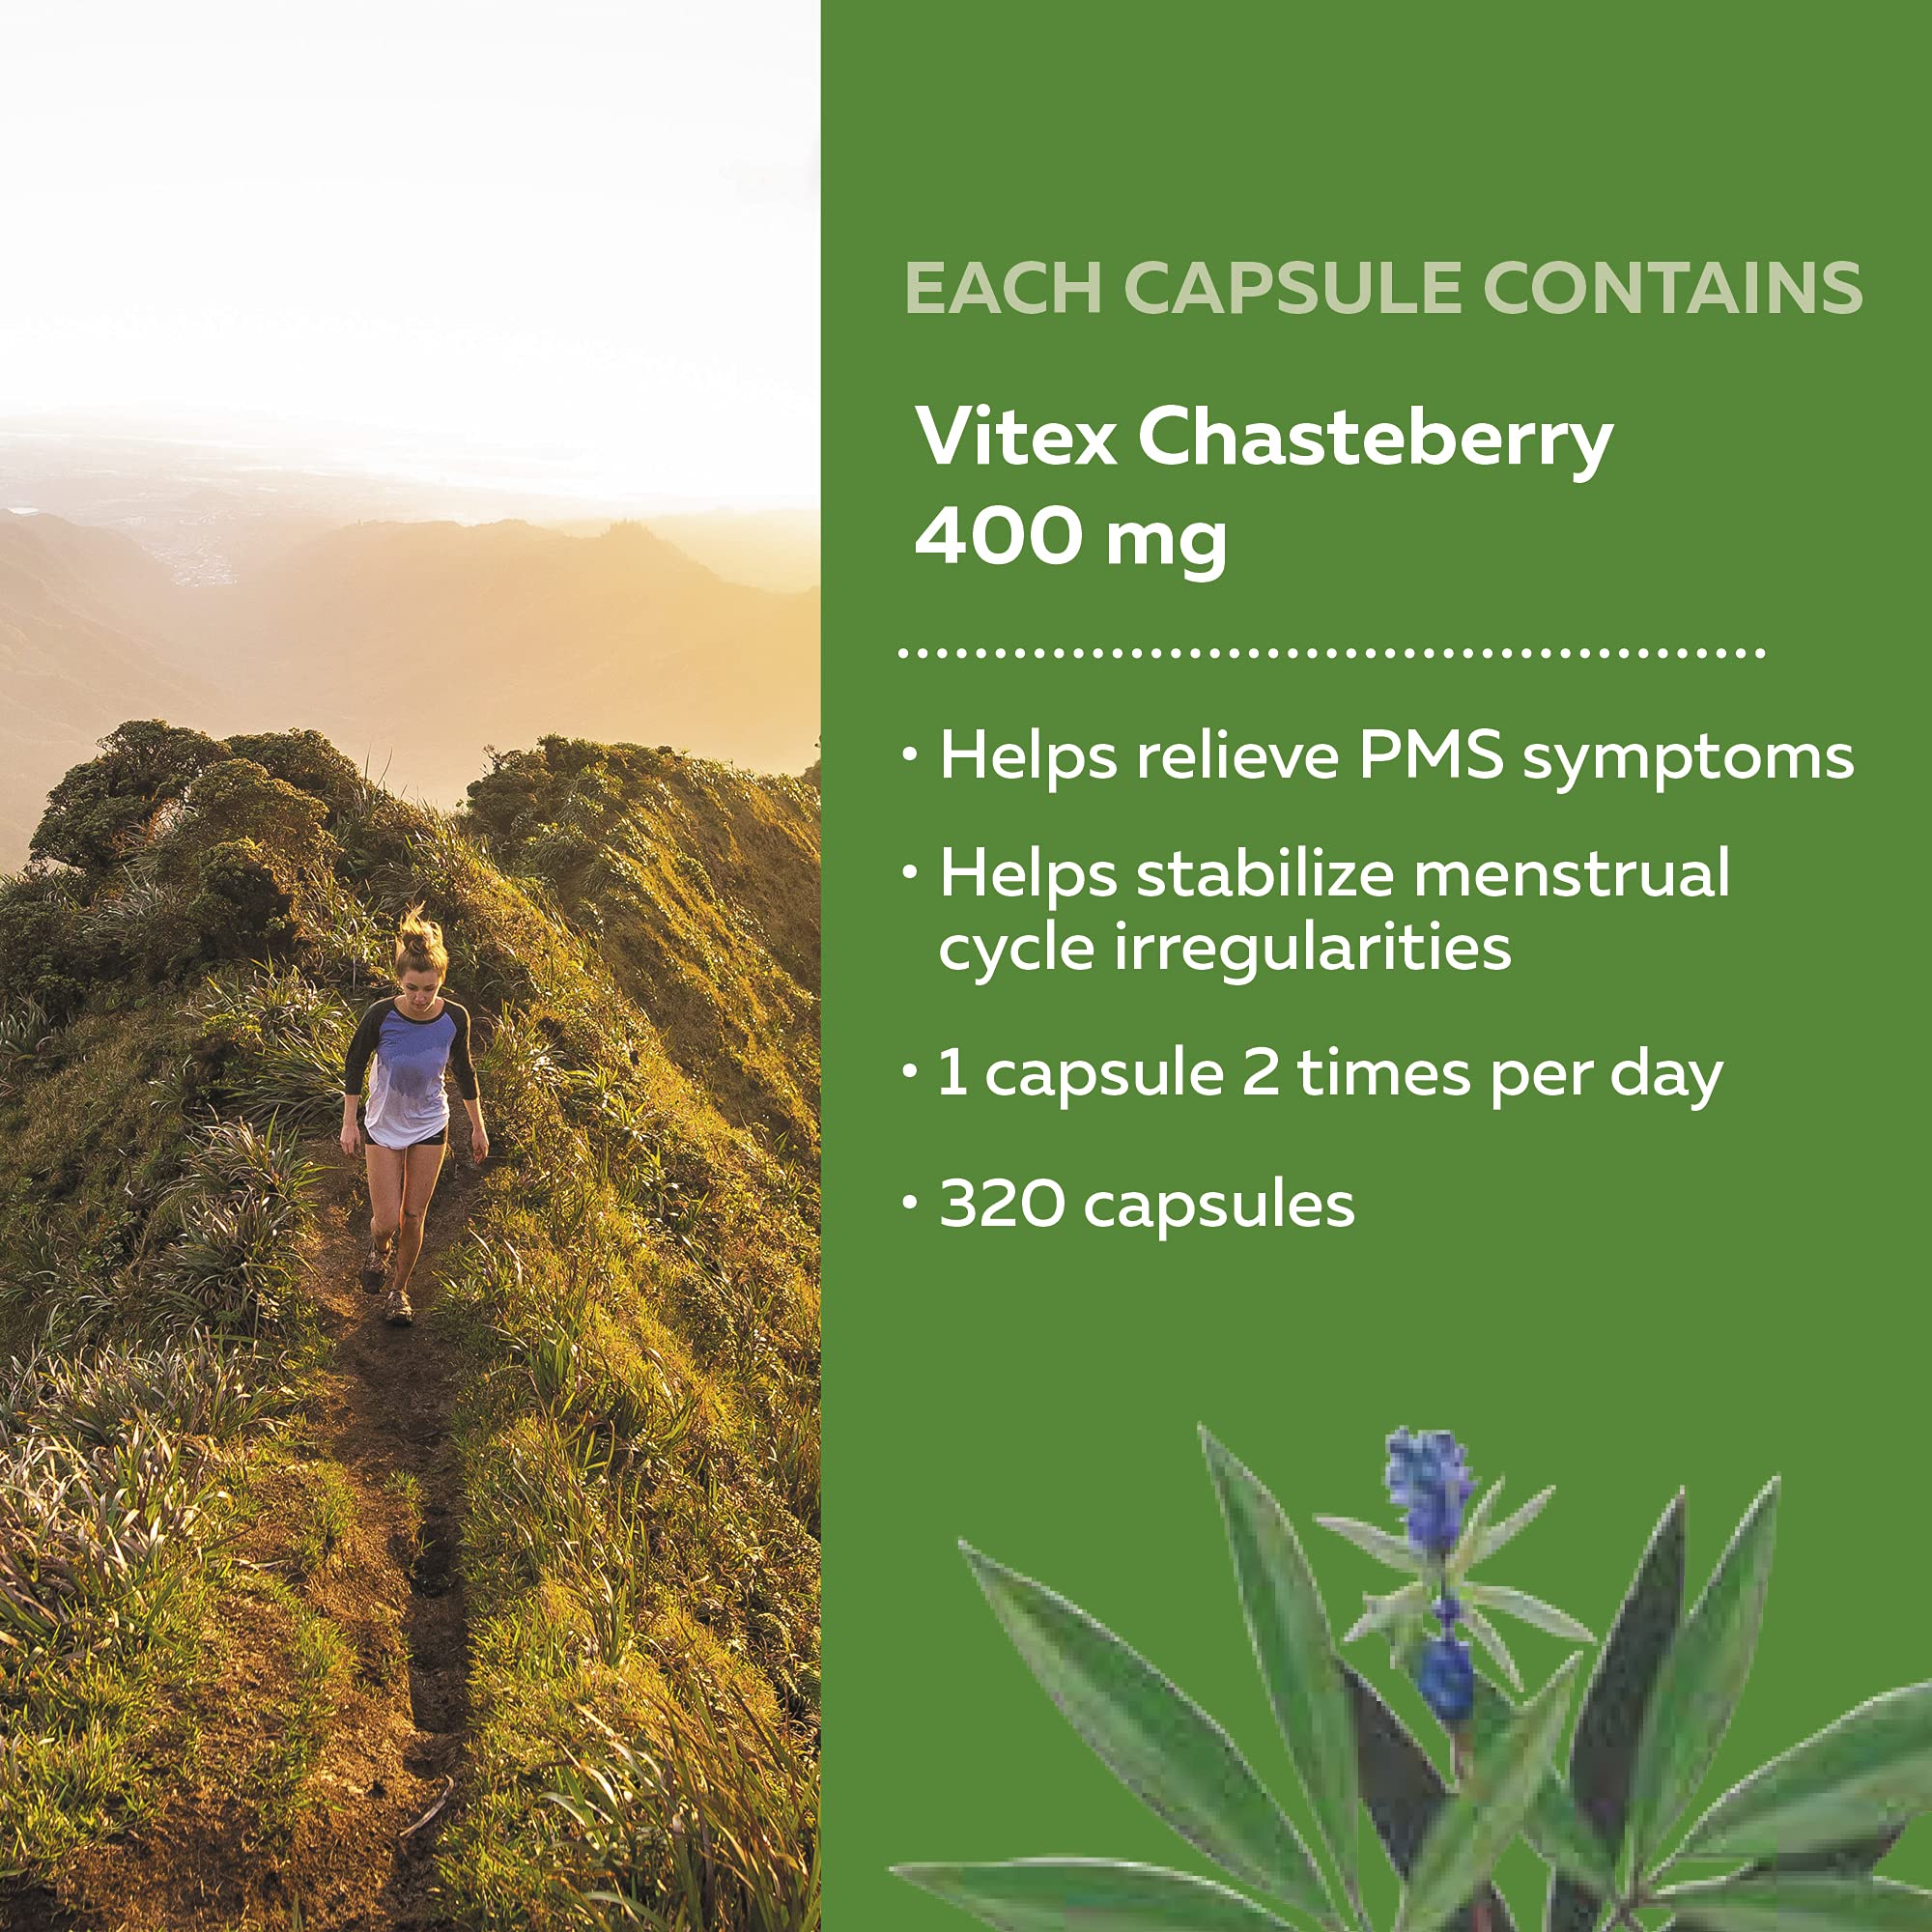 EACH CAPSULE CONTAINS
Vitex Chasteberry
400 mg
• Helps relieve PMS symptoms
• Helps stabilize menstrual
cycle irregularities
• 1 capsule 2 times per day
• 320 capsules